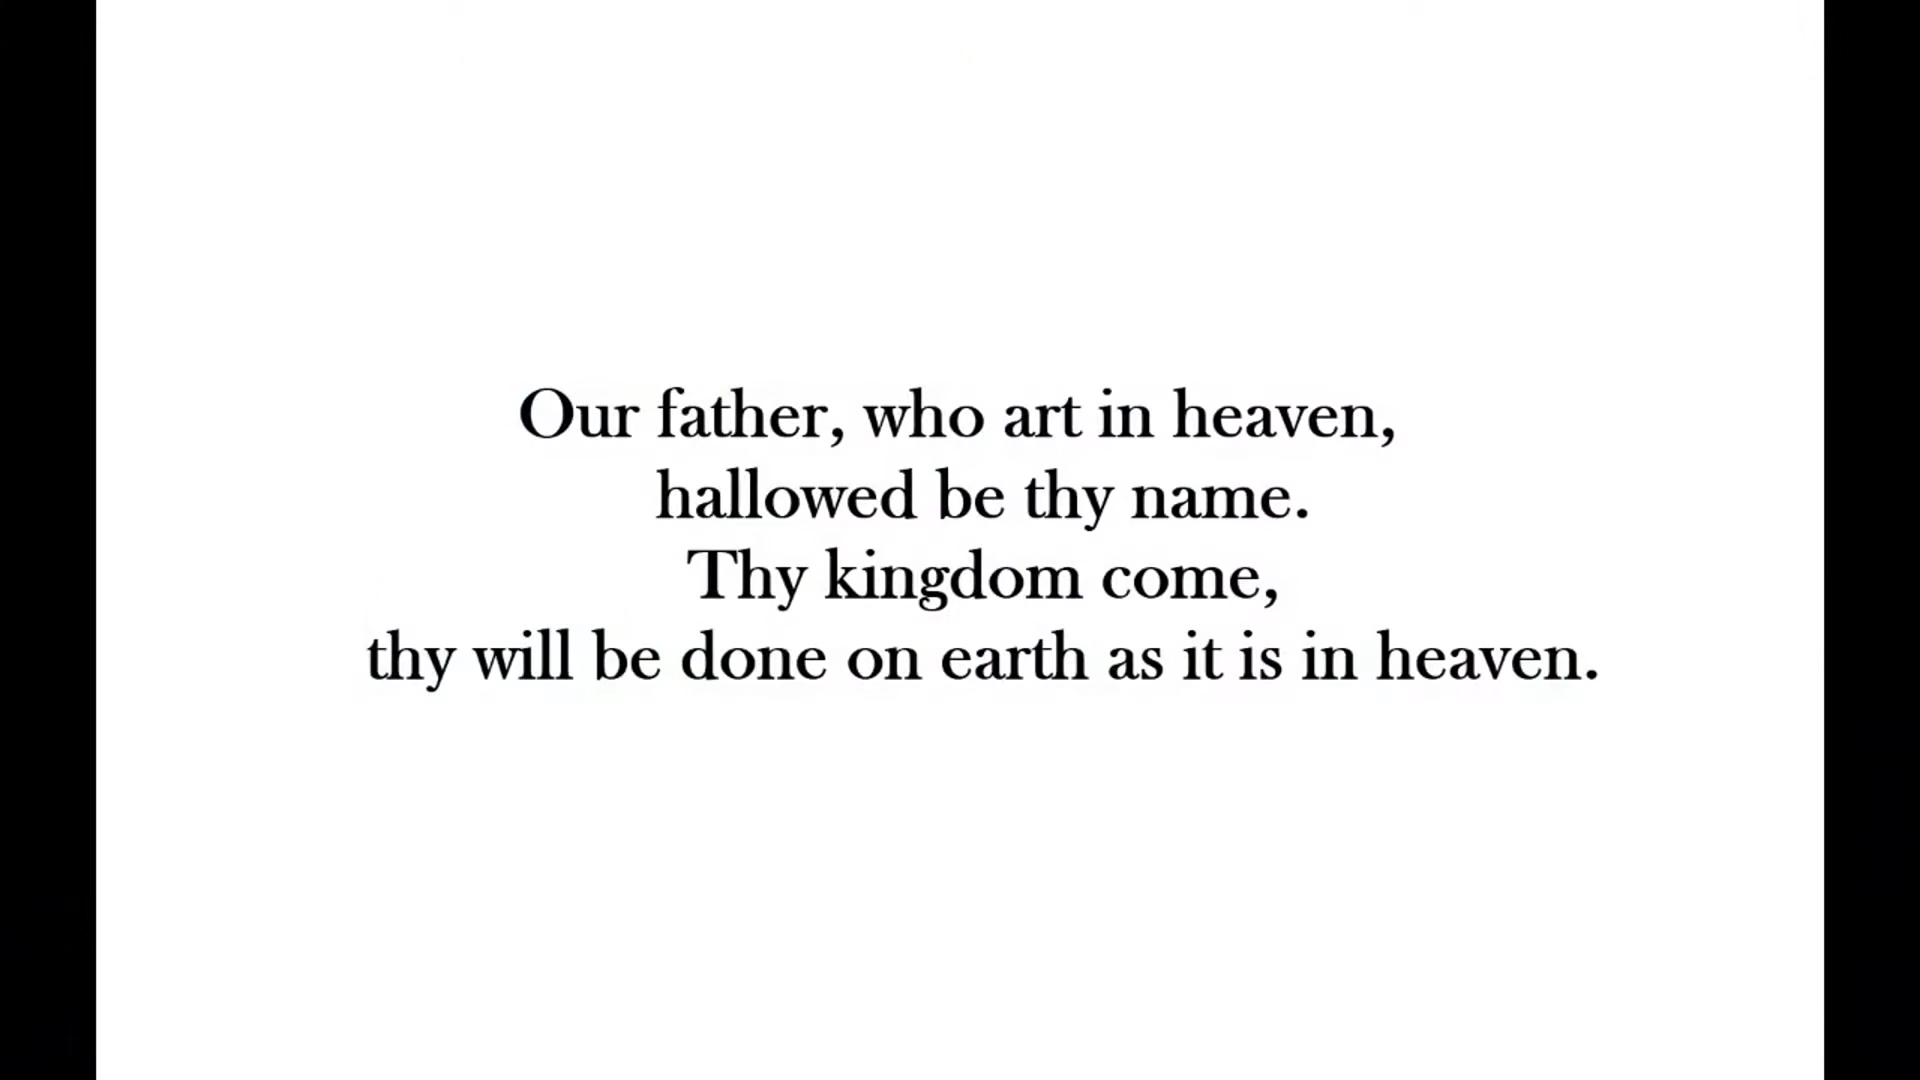 Our father, who art in heaven,
hallowed be thy name.
Thy kingdom come,
thy will be done on earth as it is in heaven.